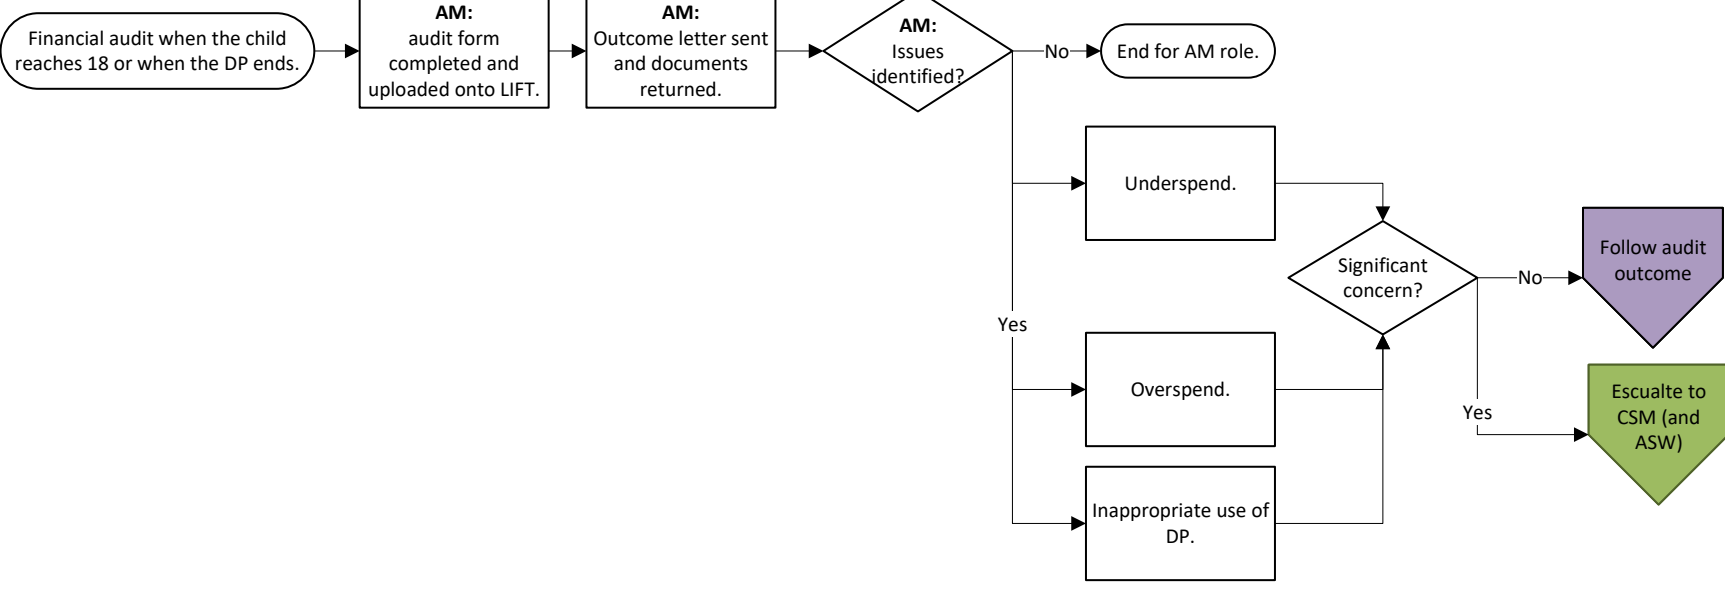 Financial audit when the child
reaches 18 or when the DP ends.
AM:
audit form
completed and
uploaded onto LIFT.
AM:
Outcome letter sent
and documents
returned.
AM:
Issues
identified?
No
End for AM role.
Underspend.
Significant
concern?
No
Follow audit
outcome
Yes
Overspend.
Yes
Escualte to
CSM (and
ASW)
Inappropriate use of
DP.